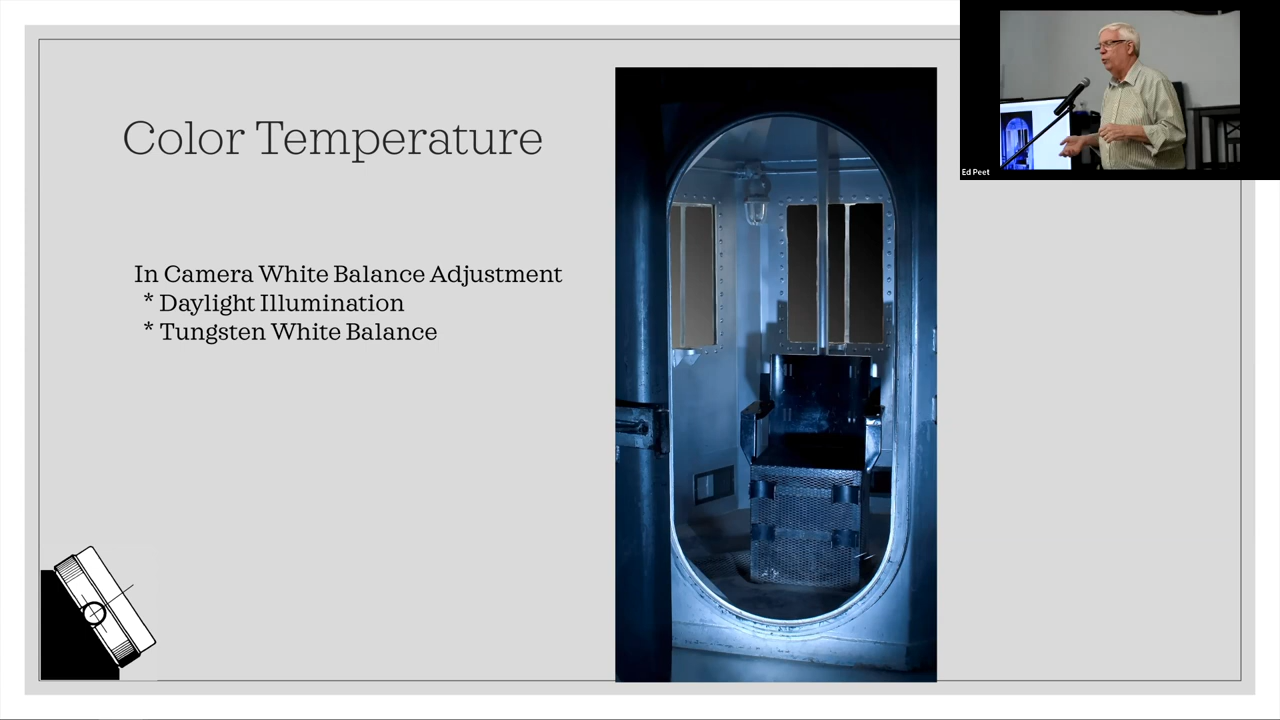 Color Temperature
In Camera White Balance Adjustment
* Daylight Illumination
* Tungsten White Balance
Ed Peet